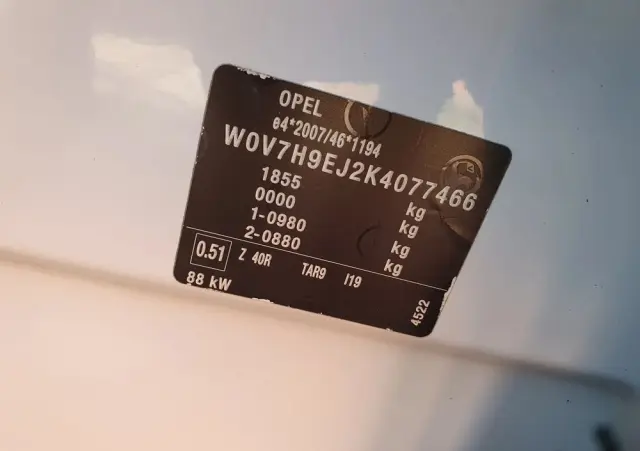 OPEL
e4*2007/46*1194
W0V7H9EJ2K4077466
1855 kg
0000 kg
1-0980 kg
2-0880 kg
0.51 Z 40R TAR9 I19
88 kW
4522